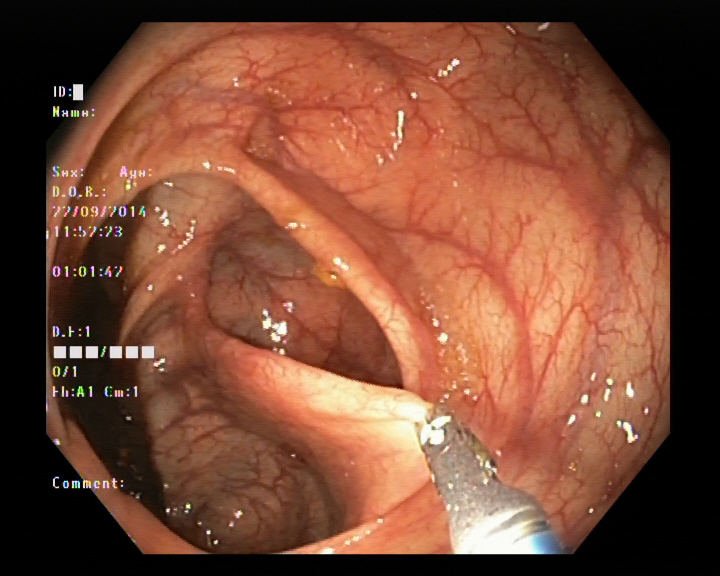 ID:
Name:
Sex: Age:
D.O.B.:
22/09/2014
11:52:23
01:01:42
D.F:1
/
0/1
Eh:A1 Cm:1
Comment: